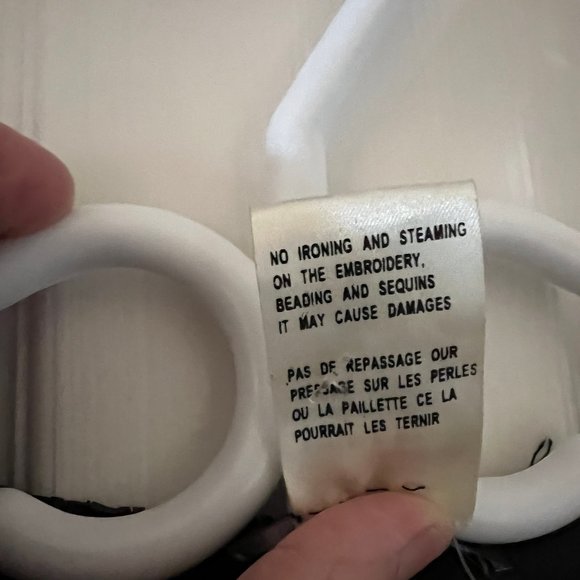 NO IRONING AND STEAMING
ON THE EMBROIDERY,
BEADING AND SEQUINS
IT MAY CAUSE DAMAGES
PAS DE REPASSAGE OUR
PRESSAGE SUR LES PERLES
OU LA PAILLETTE CE LA
POURRAIT LES TERNIR